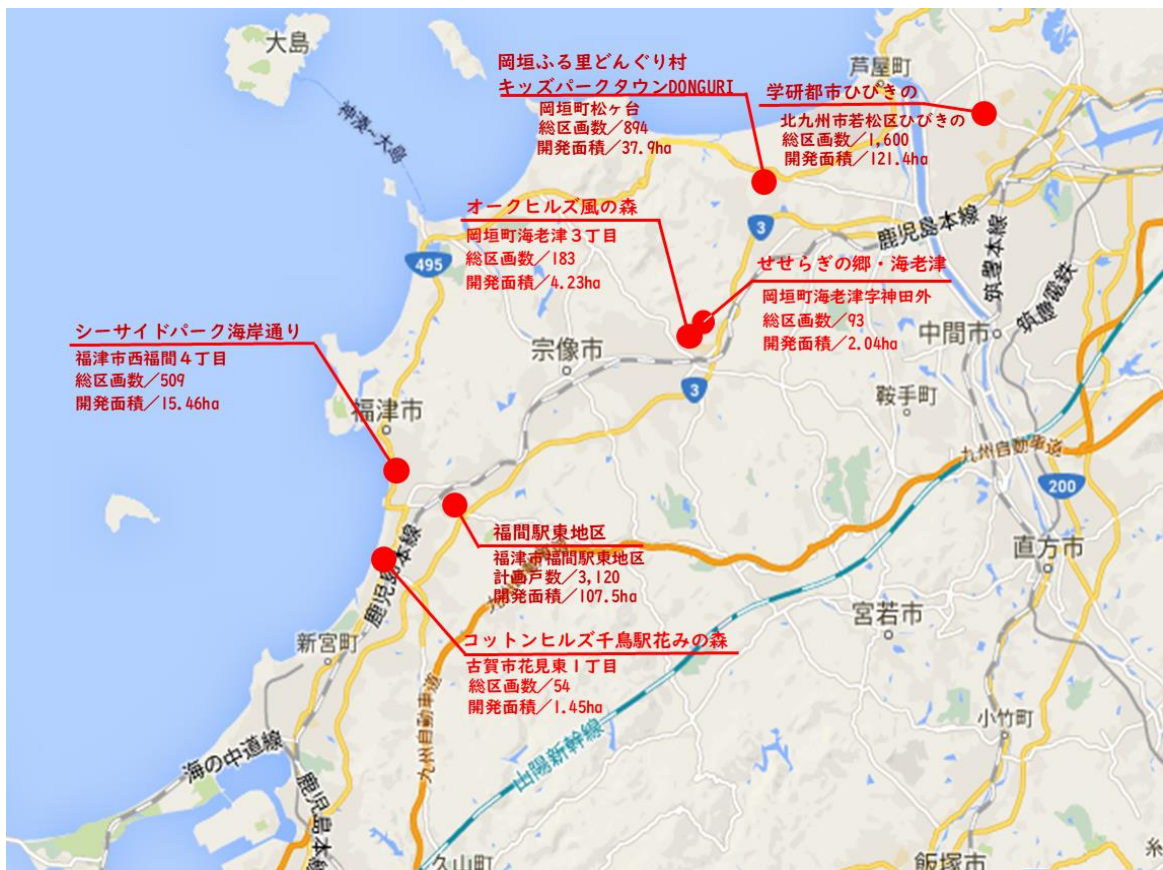 大島
神湊~大島
岡垣ふる里どんぐり村
キッズパークタウンDONGURI
岡垣町松ヶ台
総区画数/894
開発面積/37.9ha
芦屋町
学研都市ひびきの
北九州市若松区ひびきの
総区画数/1,600
開発面積/121.4ha
オークヒルズ風の森
岡垣町海老津3丁目
総区画数/183
開発面積/4.23ha
3
鹿児島本線
495
せせらぎの郷・海老津
岡垣町海老津字神田外
総区画数/93
開発面積/2.04ha
筑豊本線
筑豊電鉄
中間市
シーサイドパーク海岸通り
福津市西福間4丁目
総区画数/509
開発面積/15.46ha
宗像市
3
鞍手町
福津市
九州自動車道
200
福間駅東地区
福津市福間駅東地区
計画戸数/3,120
開発面積/107.5ha
鹿児島本線
直方市
宮若市
新宮町
コットンヒルズ千鳥駅花みの森
古賀市花見東1丁目
総区画数/54
開発面積/1.45ha
九州自動車道
小竹町
山陽新幹線
海の中道線
鹿児島本線
久山町
飯塚市
糸